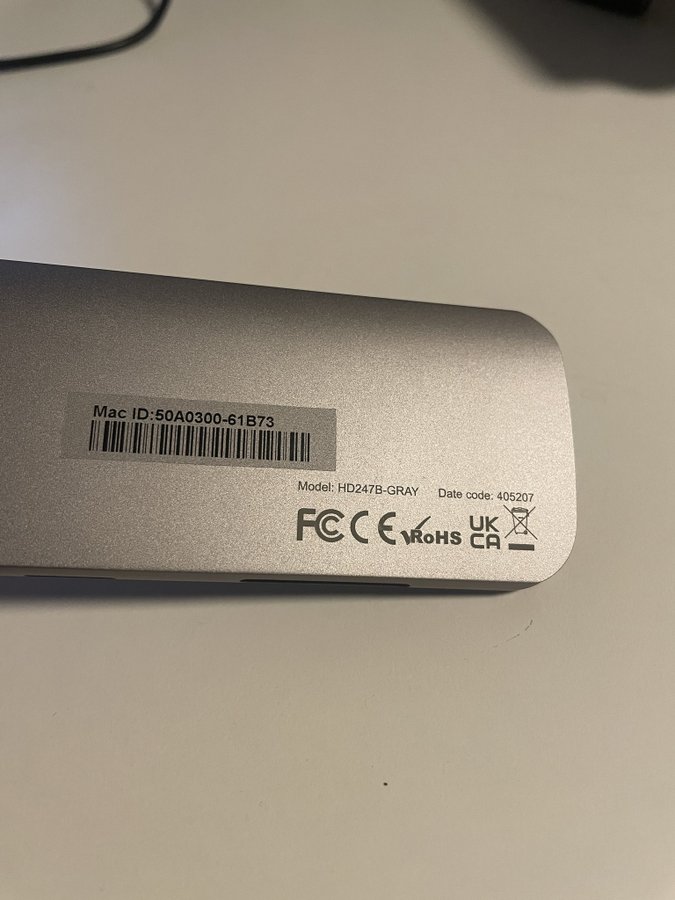 Mac ID:50A0300-61B73
Model: HD247B-GRAY Date code: 405207
FC CE RoHS UK
CA